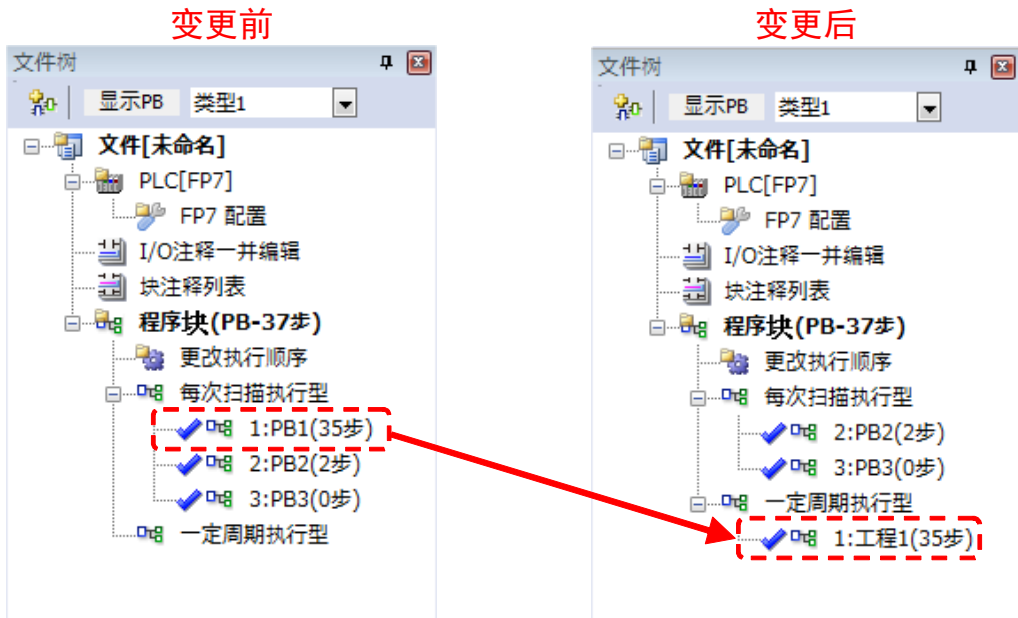 变更前
文件树
显示PB 类型1
文件[未命名]
PLC[FP7]
FP7 配置
I/O注释一并编辑
块注释列表
程序块(PB-37步)
更改执行顺序
每次扫描执行型
1:PB1(35步)
2:PB2(2步)
3:PB3(0步)
一定周期执行型
变更后
文件树
显示PB 类型1
文件[未命名]
PLC[FP7]
FP7 配置
I/O注释一并编辑
块注释列表
程序块(PB-37步)
更改执行顺序
每次扫描执行型
2:PB2(2步)
3:PB3(0步)
一定周期执行型
1:工程1(35步)